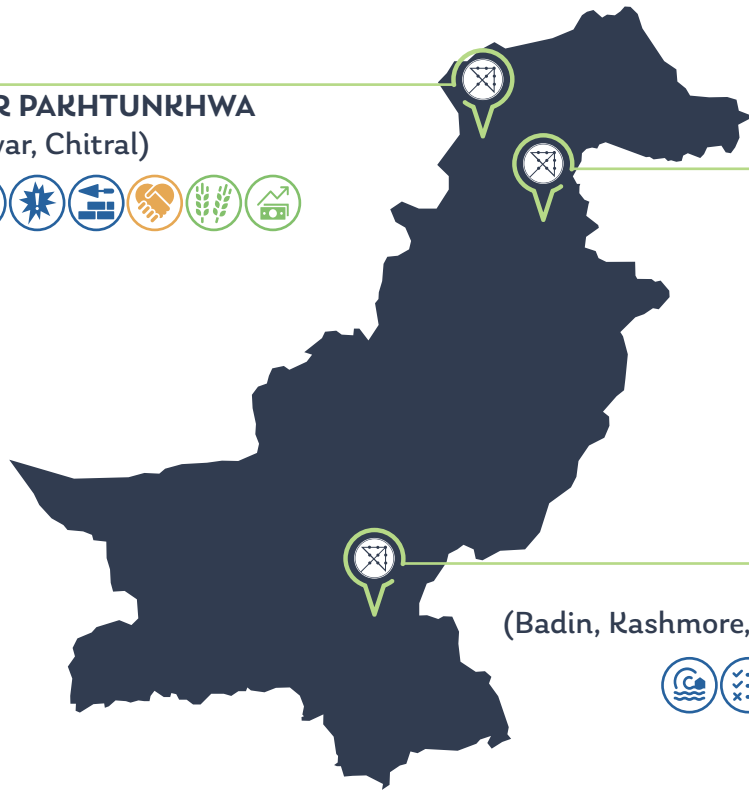 R PAKHTUNKHWA
var, Chitral)
(Badin, Kashmore,